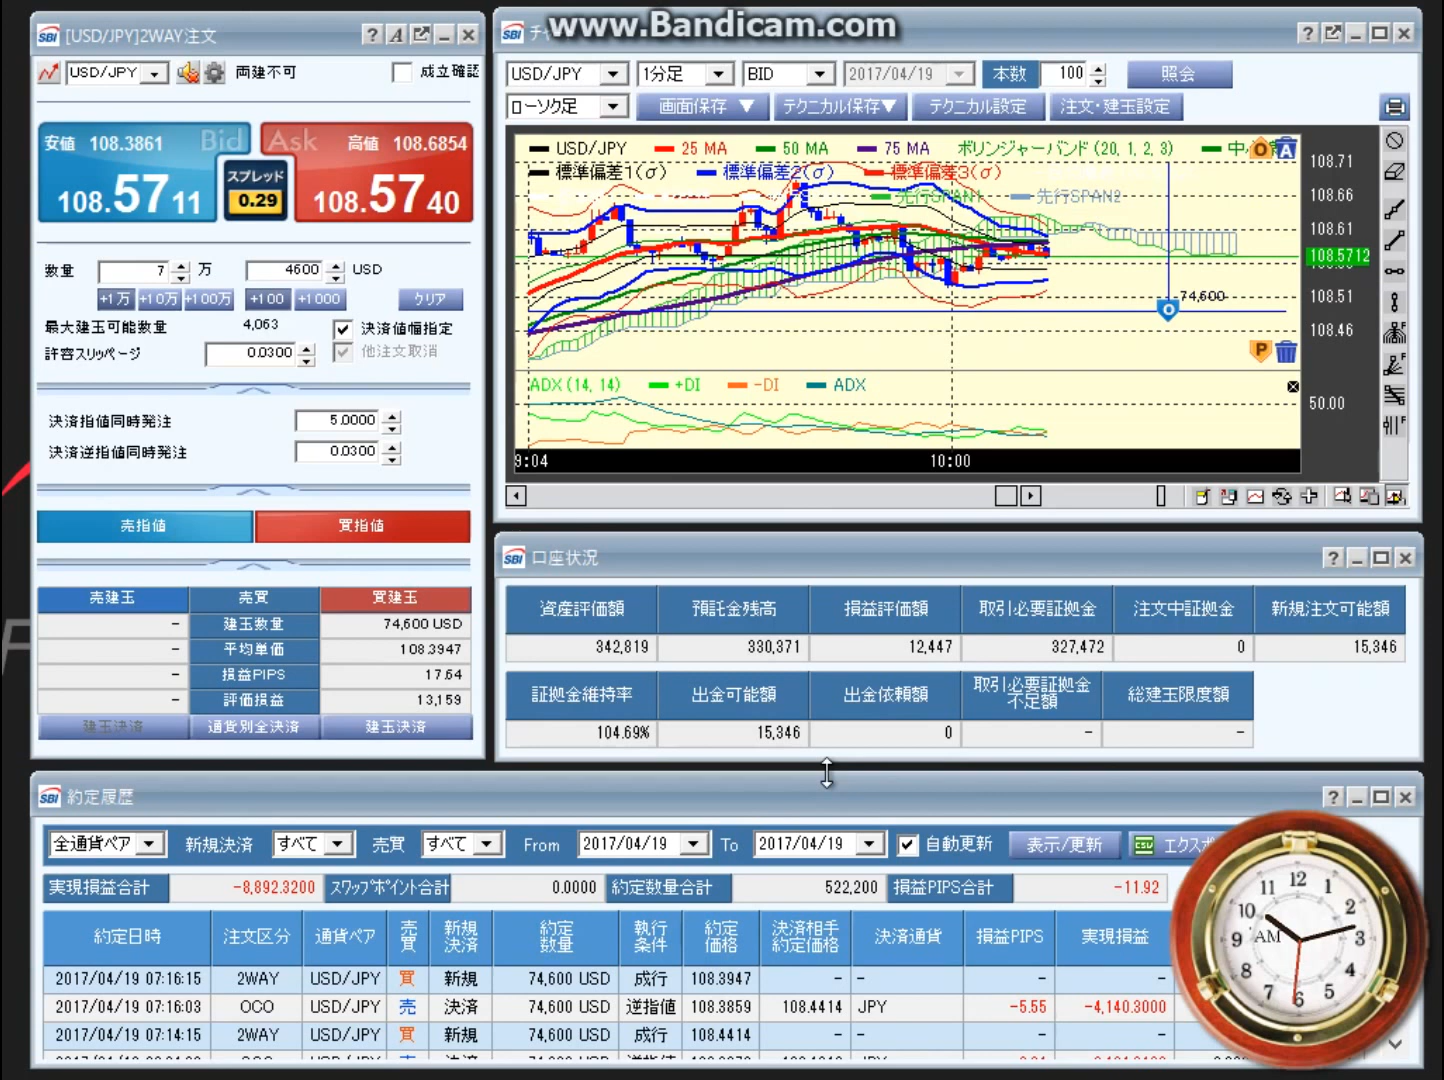 www.Bandicam.com
SBI [USD/JPY]2WAY注文
USD/JPY 両建不可 成立確認
安値 108.3861 Bid Ask 高値 108.6854
108.5711 スプレッド 0.29 108.5740
数量 7 万 4600 USD
+1万 +10万 +100万 +100 +1000 クリア
最大建玉可能数量 4,063 決済値幅指定
許容スリッページ 0.0300 他注文取消
決済指値同時発注 5.0000
決済逆指値同時発注 0.0300
売指値 買指値
売建玉 売買 買建玉
- 建玉数量 74,600 USD
- 平均単価 108.3947
- 損益PIPS 17.64
- 評価損益 13,159
建玉決済 通貨別全決済 建玉決済
SBI チ
USD/JPY 1分足 BID 2017/04/19 本数 100 照会
ローソク足 画面保存▼ テクニカル保存▼ テクニカル設定 注文・建玉設定
USD/JPY 25 MA 50 MA 75 MA ボリンジャーバンド (20, 1, 2, 3)
標準偏差1(σ) 標準偏差2(σ) 標準偏差3(σ)
先行SPAN1 先行SPAN2
O A
108.71
108.66
108.61
108.5712
108.51
108.46
74,600
O
P
ADX (14, 14) +DI -DI ADX
50.00
9:04 10:00
SBI 口座状況
資産評価額 預託金残高 損益評価額 取引必要証拠金 注文中証拠金 新規注文可能額
342,819 330,371 12,447 327,472 0 15,346
証拠金維持率 出金可能額 出金依頼額 取引必要証拠金不足額 総建玉限度額
104.69% 15,346 0 - -
SBI 約定履歴
全通貨ペア 新規決済 すべて 売買 すべて From 2017/04/19 To 2017/04/19 自動更新 表示/更新 CSV エクスポ
実現損益合計 -8,892.3200 スワップポイント合計 0.0000 約定数量合計 522,200 損益PIPS合計 -11.92
約定日時 注文区分 通貨ペア 売買 新規決済 約定数量 執行条件 約定価格 決済相手約定価格 決済通貨 損益PIPS 実現損益
2017/04/19 07:16:15 2WAY USD/JPY 買 新規 74,600 USD 成行 108.3947 - - - -
2017/04/19 07:16:03 OCO USD/JPY 売 決済 74,600 USD 逆指値 108.3859 108.4414 JPY -5.55 -4,140.3000
2017/04/19 07:14:15 2WAY USD/JPY 買 新規 74,600 USD 成行 108.4414 - - - -
12 1 2 3 4 5 6 7 8 9 10 11
AM